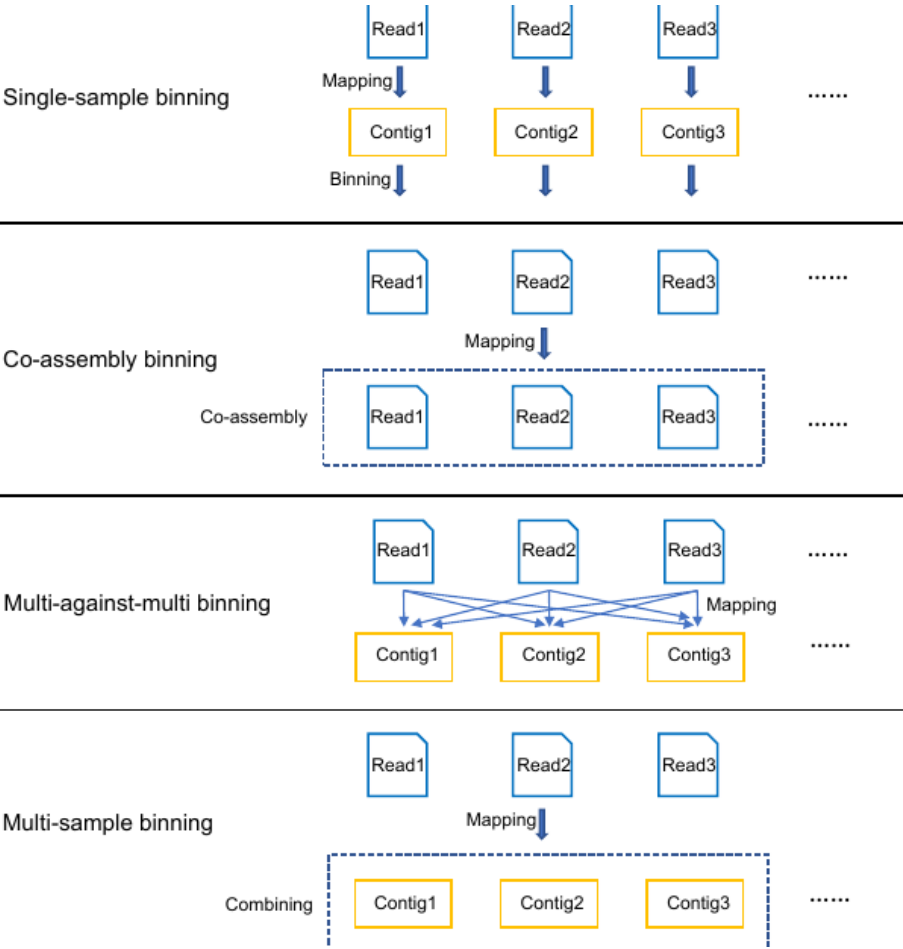 Read1 Read2 Read3
Mapping
Single-sample binning ......
Contig1 Contig2 Contig3
Binning
Read1 Read2 Read3 ......
Mapping
Co-assembly binning
Co-assembly Read1 Read2 Read3 ......
Read1 Read2 Read3 ......
Multi-against-multi binning Mapping
Contig1 Contig2 Contig3 ......
Read1 Read2 Read3
Multi-sample binning Mapping
Combining Contig1 Contig2 Contig3 ......